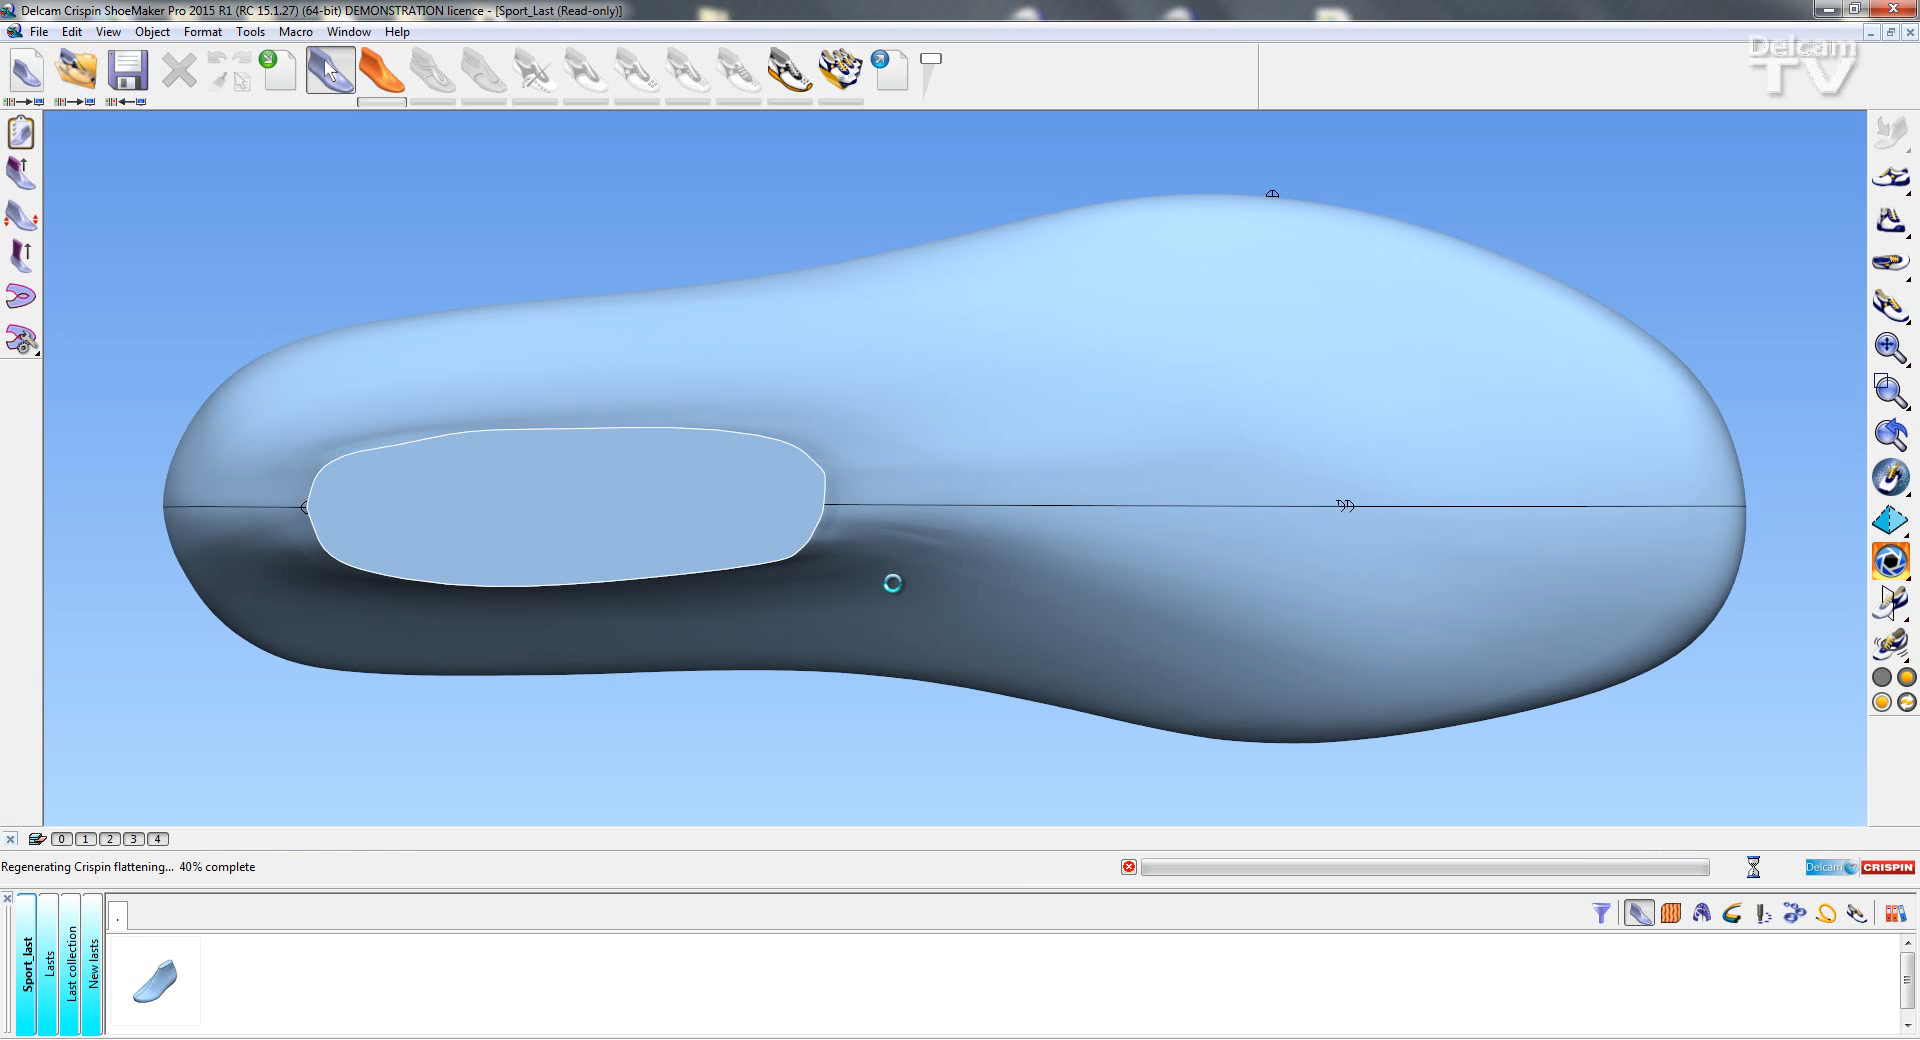 Delcam Crispin ShoeMaker Pro 2015 R1 (RC 15.1.27) (64-bit) DEMONSTRATION licence - [Sport_Last (Read-only)]
File Edit View Object Format Tools Macro Window Help
Delcam
TV
0 1 2 3 4
Regenerating Crispin flattening... 40% complete
Delcam CRISPIN
.
Sport_last
Lasts
Last collection
New lasts